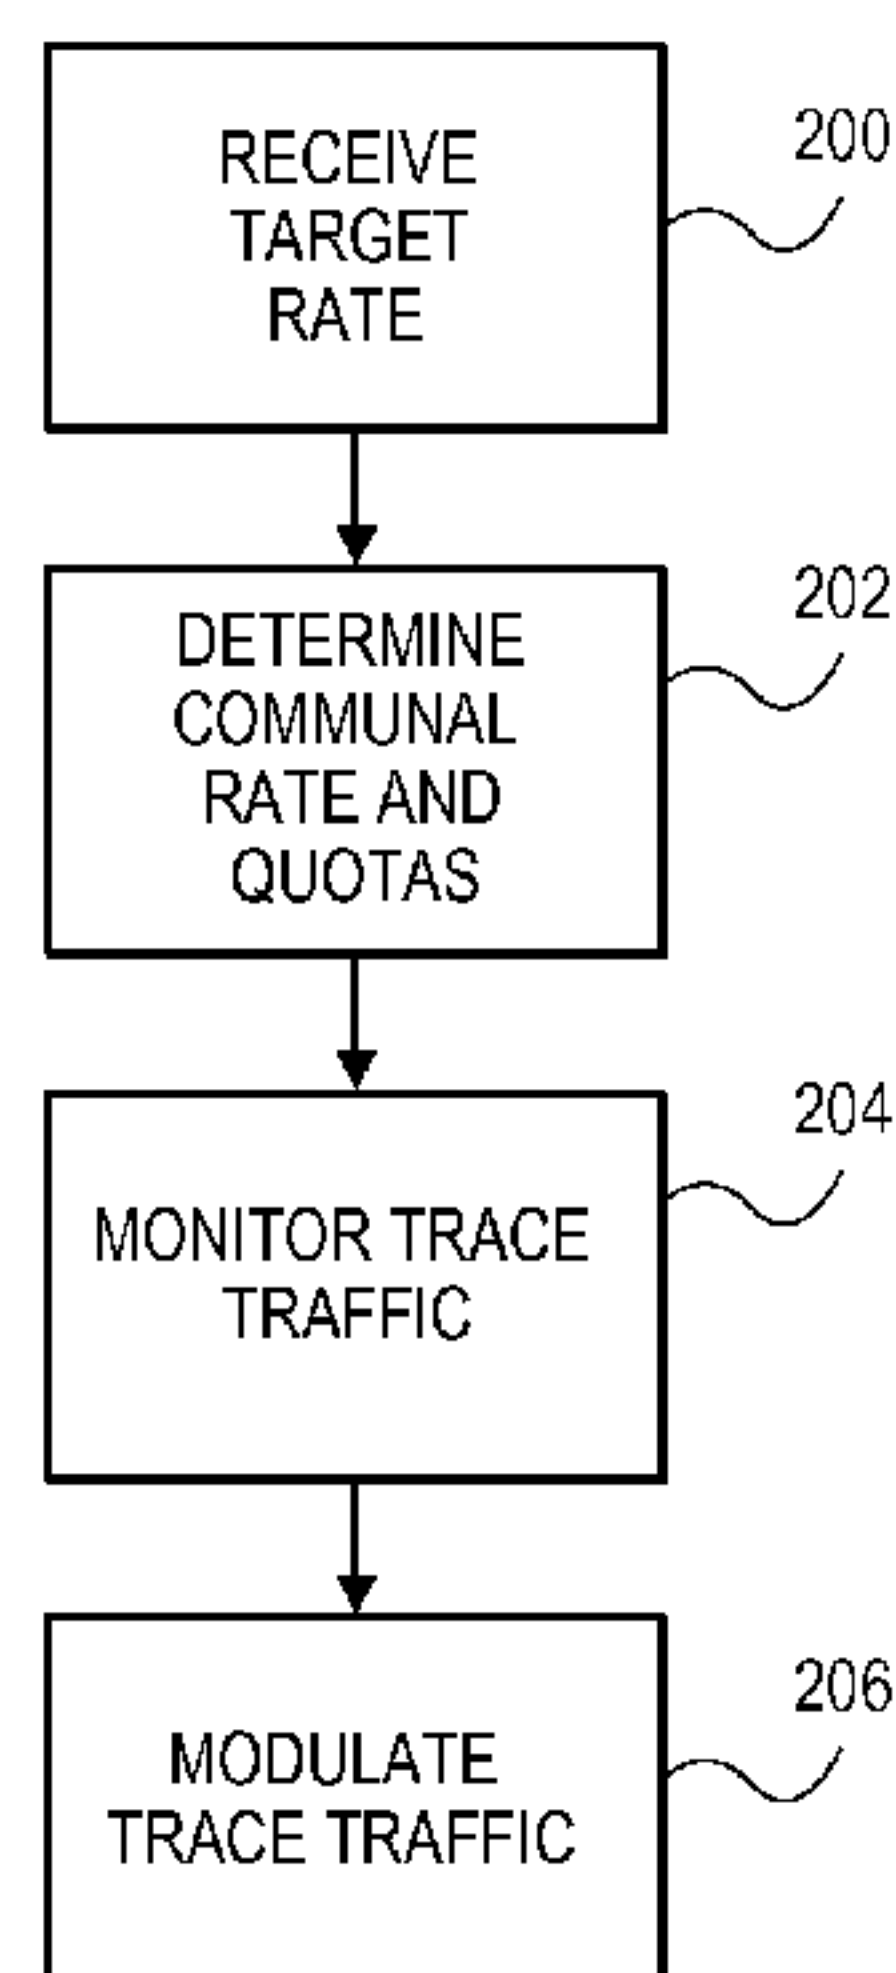 RECEIVE
TARGET
RATE
200
DETERMINE
COMMUNAL
RATE AND
QUOTAS
202
MONITOR TRACE
TRAFFIC
204
MODULATE
TRACE TRAFFIC
206